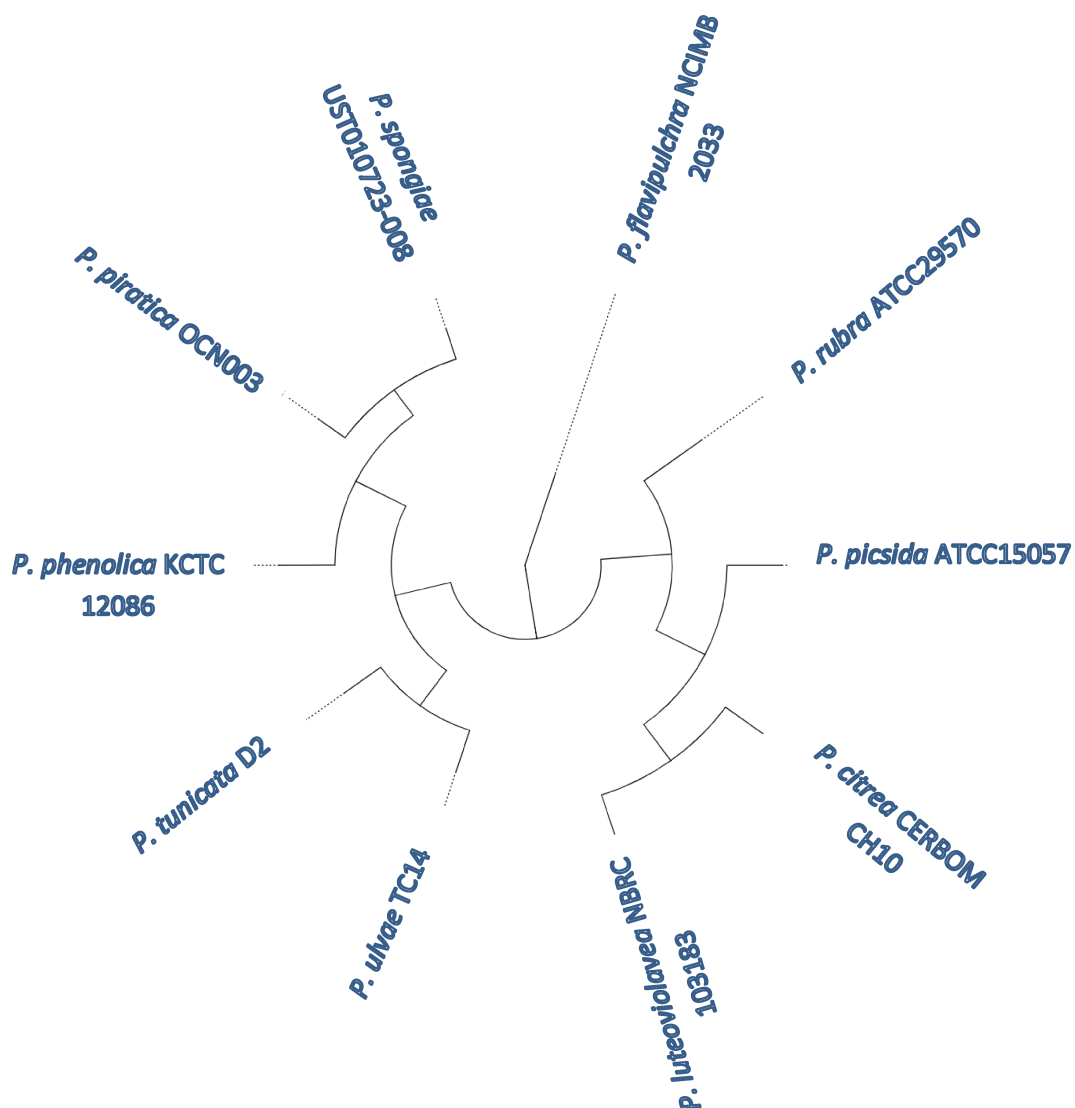 P. flavipulchra NCIMB
2033
P. spongiae
UST010723-008
P. rubra ATCC29570
P. piratica OCN003
P. picsida ATCC15057
P. phenolica KCTC
12086
P. citrea CERBOM
CH10
P. tunicata D2
P. ulvae TC14
P. luteoviolavea NBRC
103183